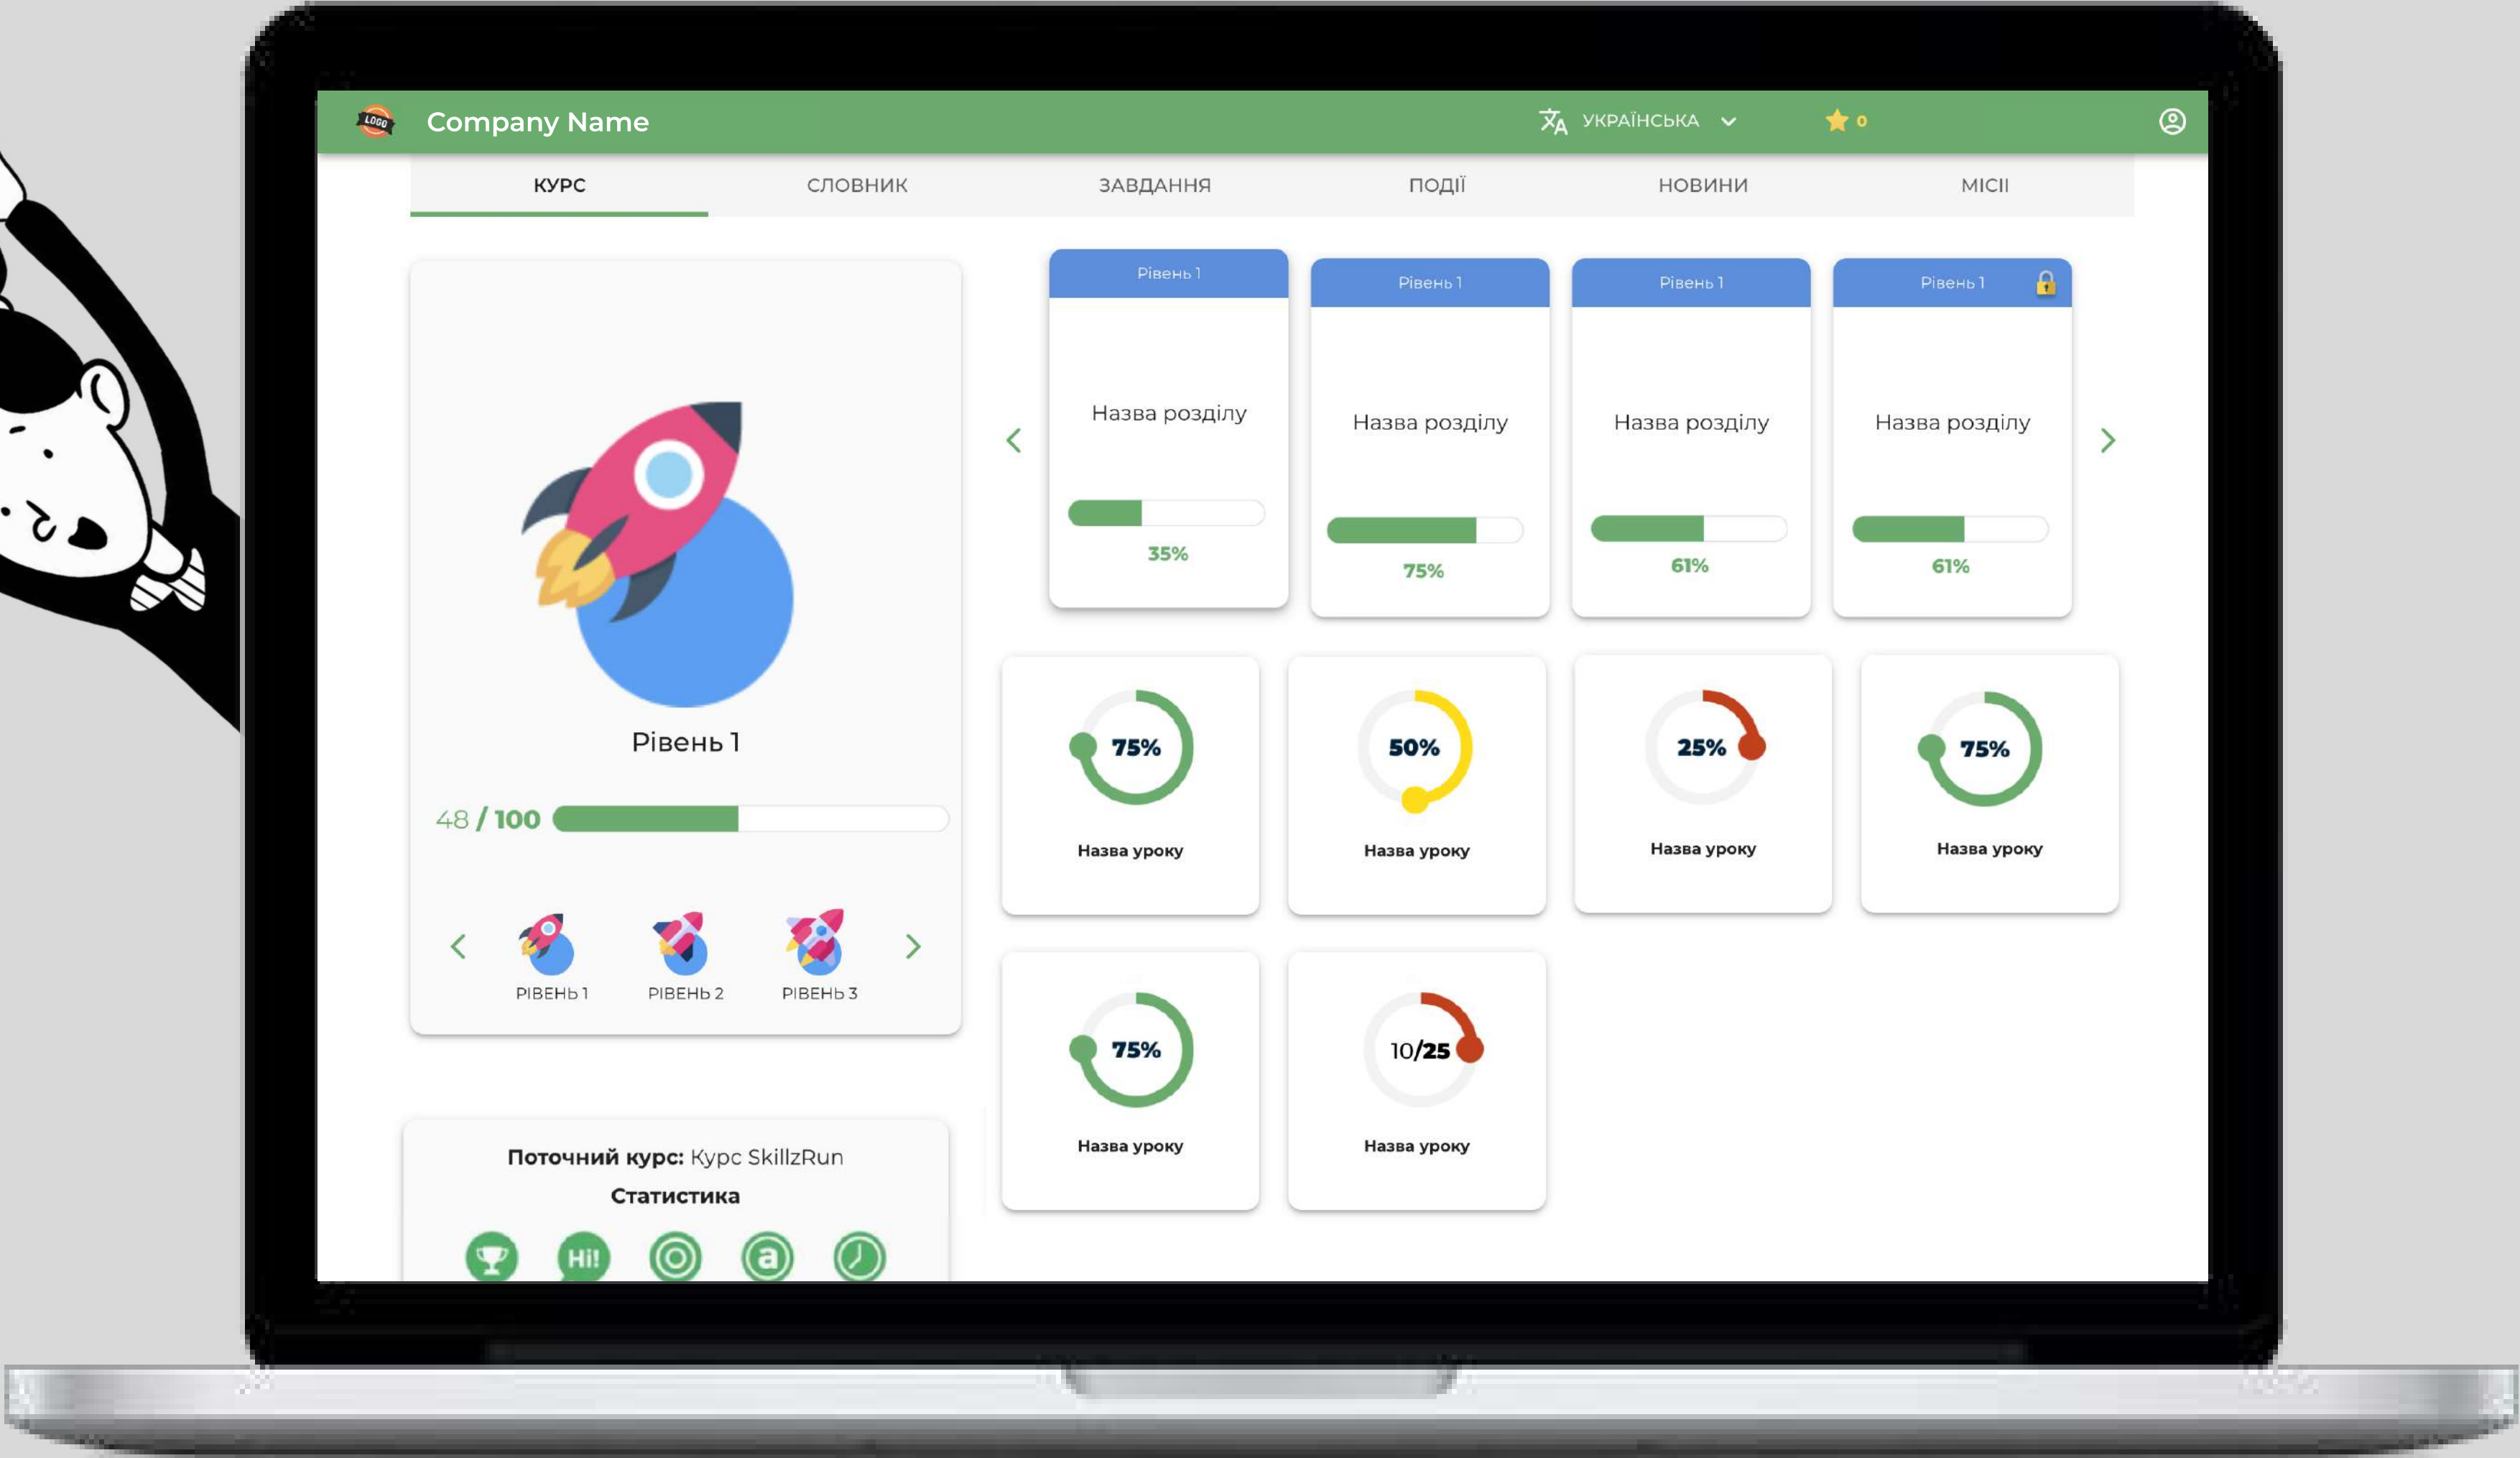 LOGO
Company Name
УКРАЇНСЬКА
0
КУРС
СЛОВНИК
ЗАВДАННЯ
ПОДІЇ
НОВИНИ
МІСІІ
Рівень 1
48 / 100
РІВЕНЬ 1
РІВЕНЬ 2
РІВЕНЬ 3
Поточний курс: Курс SkillzRun
Статистика
Hi!
a
Рівень 1
Назва розділу
35%
Рівень 1
Назва розділу
75%
Рівень 1
Назва розділу
61%
Рівень 1
Назва розділу
61%
75%
Назва уроку
50%
Назва уроку
25%
Назва уроку
75%
Назва уроку
75%
Назва уроку
10/25
Назва уроку